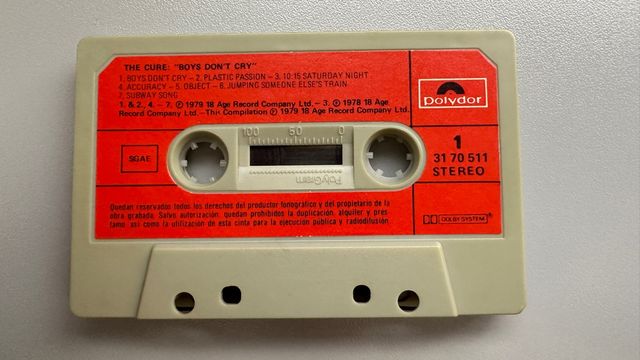 THE CURE: "BOYS DON'T CRY"
1. BOYS DON'T CRY – 2. PLASTIC PASSION – 3. 10:15 SATURDAY NIGHT
4. ACCURACY – 5. OBJECT – 6. JUMPING SOMEONE ELSE'S TRAIN
7. SUBWAY SONG
1. & 2., 4. – 7. Ⓟ 1979 18 Age Record Company Ltd. – 3. Ⓟ 1978 18 Age
Record Company Ltd. – This Compilation Ⓟ 1979 18 Age Record Company Ltd.
polydor
100 50 0
PolyGram
SGAE
1
31 70 511
STEREO
Quedan reservados todos los derechos del productor fonográfico y del propietario de la
obra grabada. Salvo autorización, quedan prohibidos la duplicación, alquiler y prés-
tamo, así como la utilización de esta cinta para la ejecución pública y radiodifusión.
DOLBY SYSTEM